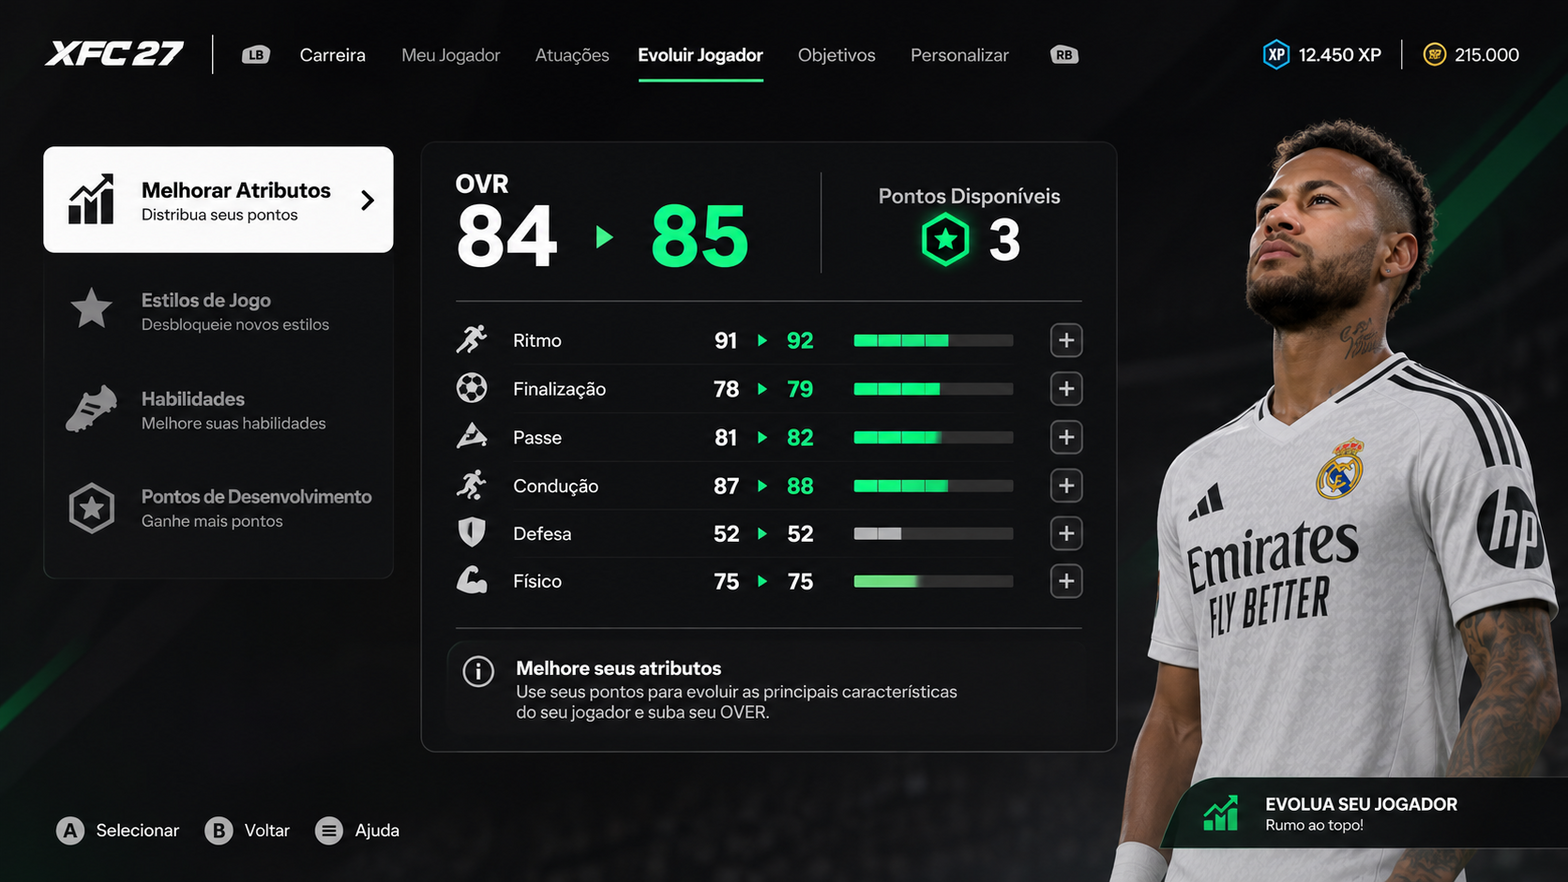 XFC 27
LB
Carreira
Meu Jogador
Atuações
Evoluir Jogador
Objetivos
Personalizar
RB
XP
12.450 XP
215.000
Melhorar Atributos
Distribua seus pontos
Estilos de Jogo
Desbloqueie novos estilos
Habilidades
Melhore suas habilidades
Pontos de Desenvolvimento
Ganhe mais pontos
OVR
84 85
Pontos Disponíveis
3
Ritmo 91 92 +
Finalização 78 79 +
Passe 81 82 +
Condução 87 88 +
Defesa 52 52 +
Físico 75 75 +
Melhore seus atributos
Use seus pontos para evoluir as principais características
do seu jogador e suba seu OVER.
hp
Emirates
FLY BETTER
EVOLUA SEU JOGADOR
Rumo ao topo!
A Selecionar
B Voltar
Ajuda